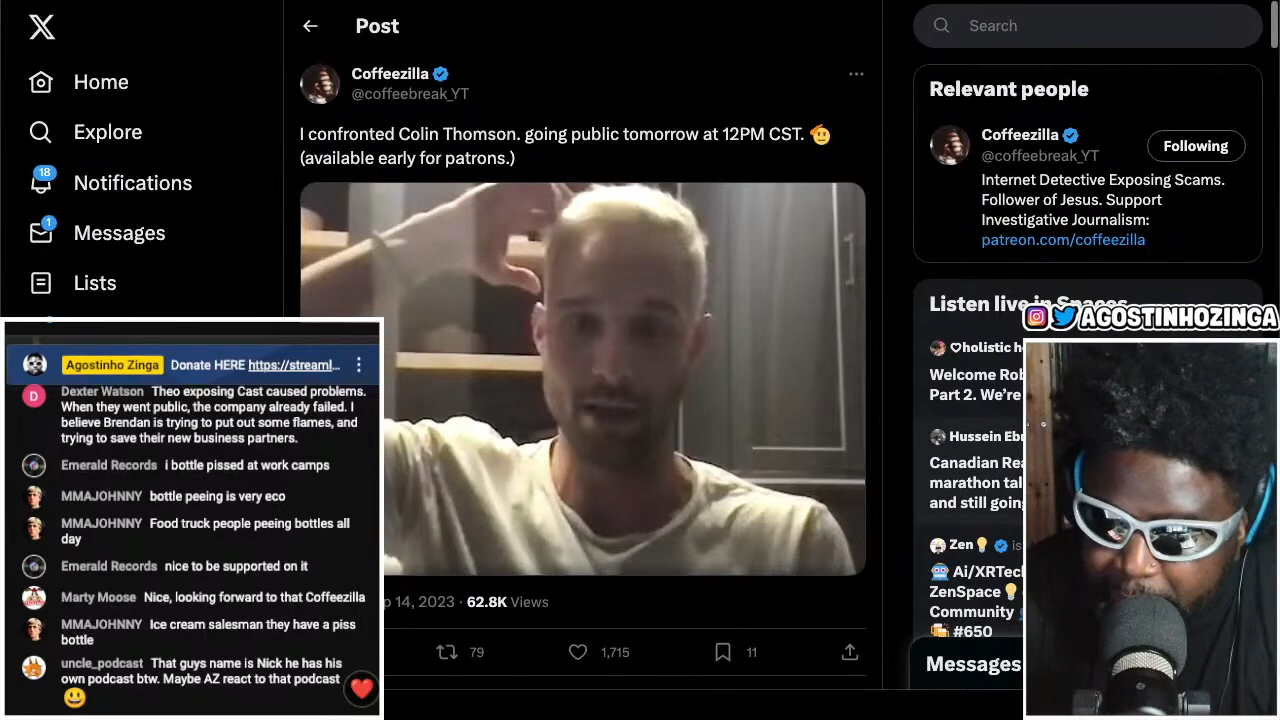 Home
Explore
18
Notifications
1
Messages
Lists
Post
Coffeezilla
@coffeebreak_YT
I confronted Colin Thomson. going public tomorrow at 12PM CST.
(available early for patrons.)
14, 2023 · 62.8K Views
79
1,715
11
Search
Relevant people
Coffeezilla
@coffeebreak_YT
Following
Internet Detective Exposing Scams.
Follower of Jesus. Support
Investigative Journalism:
patreon.com/coffeezilla
Listen live in Spaces
AGOSTINHOZINGA
holistic h
Welcome Rob
Part 2. We're
Hussein Ebr
Canadian Rea
marathon tal
and still going
Zen is
Ai/XRTech
ZenSpace
Community
#650
Messages
Agostinho Zinga Donate HERE https://streaml...
D
Dexter Watson Theo exposing Cast caused problems.
When they went public, the company already failed. I
believe Brendan is trying to put out some flames, and
trying to save their new business partners.
Emerald Records i bottle pissed at work camps
MMAJOHNNY bottle peeing is very eco
MMAJOHNNY Food truck people peeing bottles all
day
Emerald Records nice to be supported on it
Marty Moose Nice, looking forward to that Coffeezilla
MMAJOHNNY Ice cream salesman they have a piss
bottle
uncle_podcast That guys name is Nick he has his
own podcast btw. Maybe AZ react to that podcast